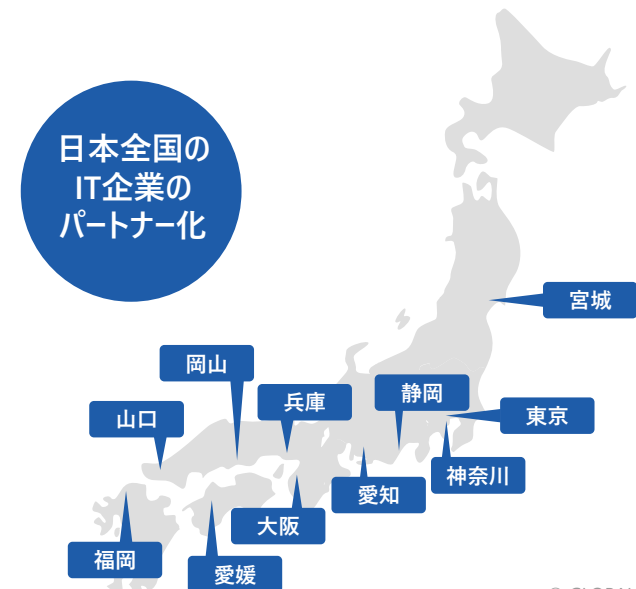 日本全国の
IT企業の
パートナー化
宮城
岡山
静岡
兵庫
山口
東京
神奈川
愛知
大阪
福岡
愛媛